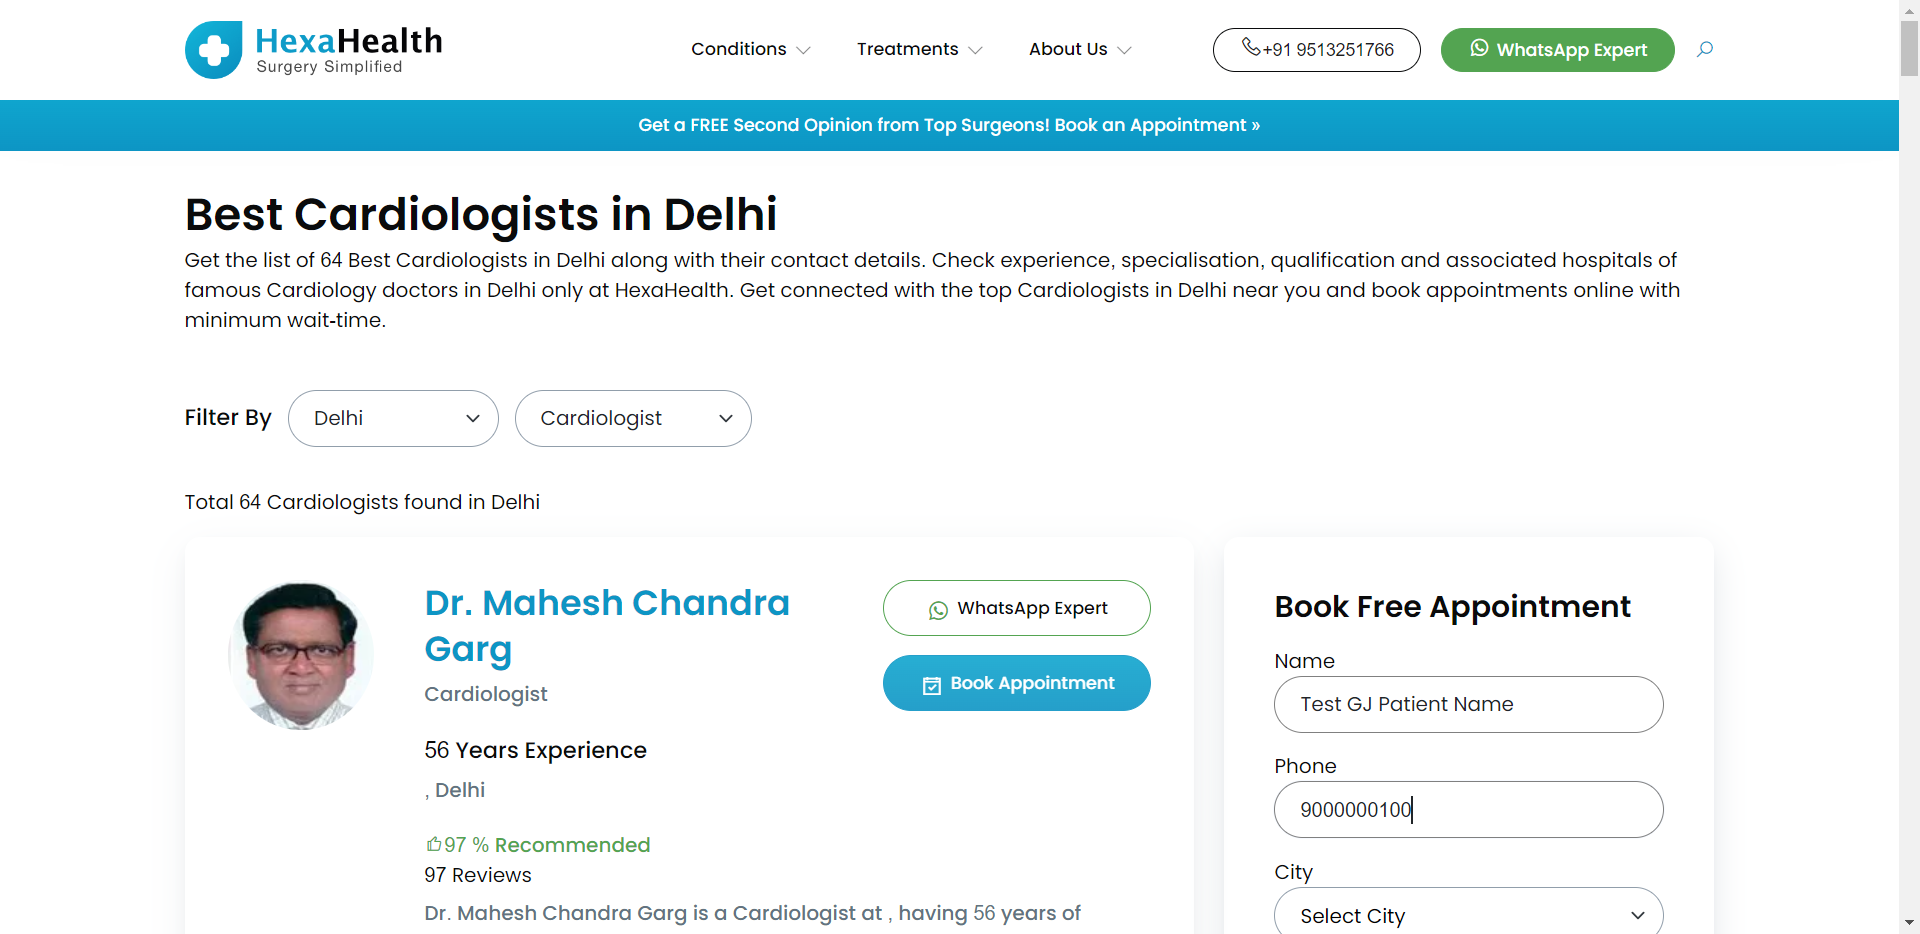 HexaHealth
Surgery Simplified
Conditions
Treatments
About Us
+91 9513251766
WhatsApp Expert
Get a FREE Second Opinion from Top Surgeons! Book an Appointment »
Best Cardiologists in Delhi
Get the list of 64 Best Cardiologists in Delhi along with their contact details. Check experience, specialisation, qualification and associated hospitals of
famous Cardiology doctors in Delhi only at HexaHealth. Get connected with the top Cardiologists in Delhi near you and book appointments online with
minimum wait-time.
Filter By
Delhi
Cardiologist
Total 64 Cardiologists found in Delhi
Dr. Mahesh Chandra
Garg
Cardiologist
56 Years Experience
, Delhi
97 % Recommended
97 Reviews
Dr. Mahesh Chandra Garg is a Cardiologist at , having 56 years of
WhatsApp Expert
Book Appointment
Book Free Appointment
Name
Test GJ Patient Name
Phone
9000000100
City
Select City